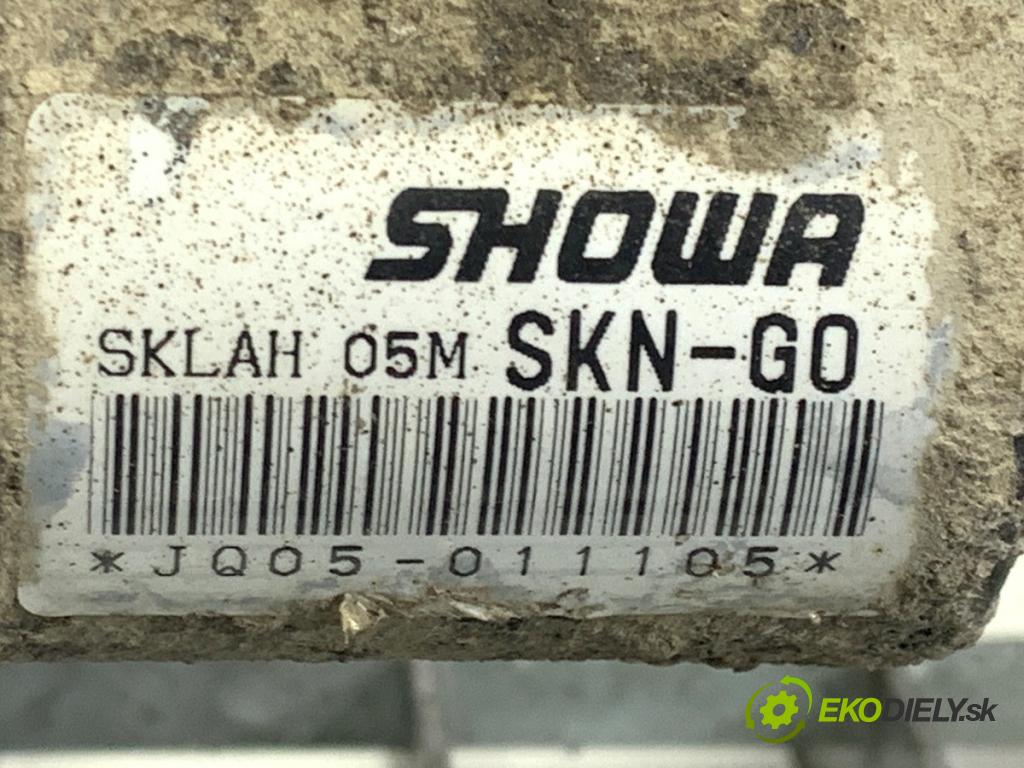 SHOWA
SKLAH 05M SKN-G0
*JQ05-011105*
EKODIELY.sk